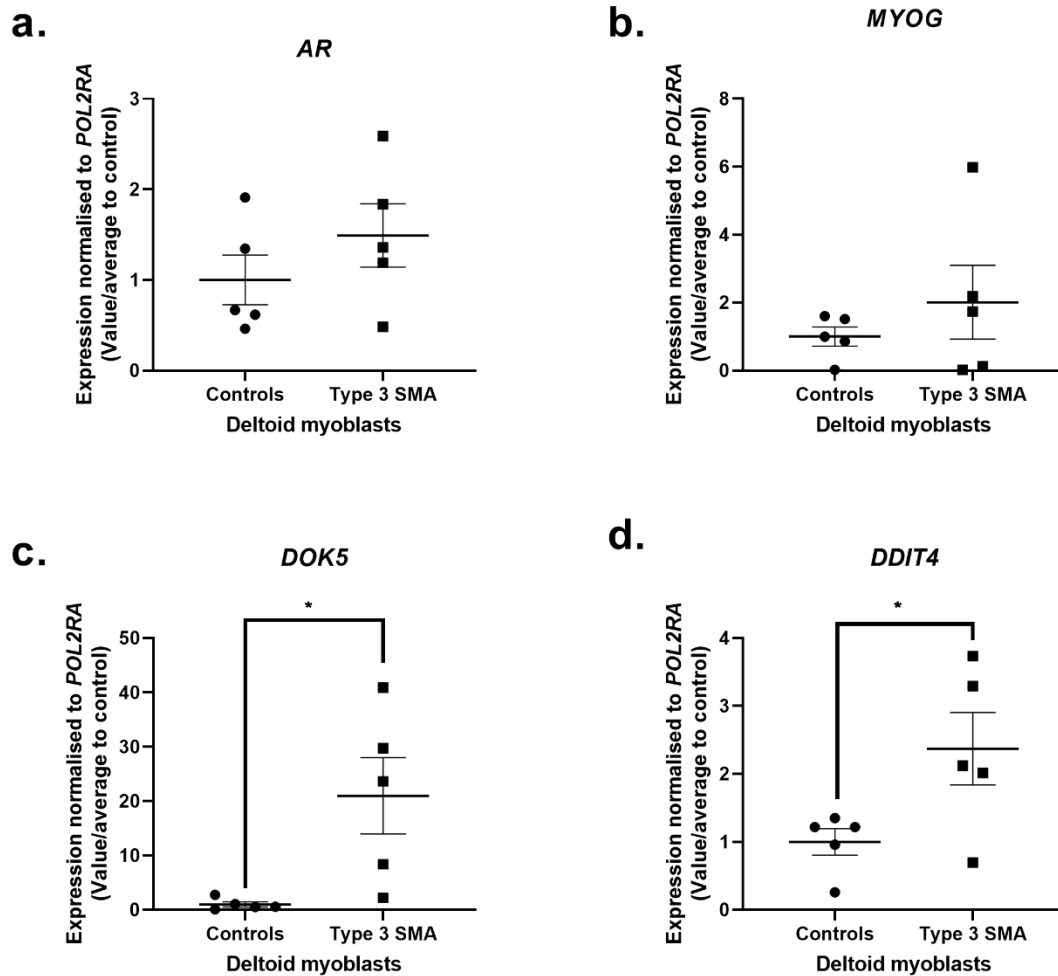 a.
AR
Expression normalised to POL2RA
(Value/average to control)
3
2
1
0
Controls
Type 3 SMA
Deltoid myoblasts
b.
MYOG
Expression normalised to POL2RA
(Value/average to control)
8
6
4
2
0
Controls
Type 3 SMA
Deltoid myoblasts
c.
DOK5
*
Expression normalised to POL2RA
(Value/average to control)
50
40
30
20
10
0
Controls
Type 3 SMA
Deltoid myoblasts
d.
DDIT4
*
Expression normalised to POL2RA
(Value/average to control)
4
3
2
1
0
Controls
Type 3 SMA
Deltoid myoblasts